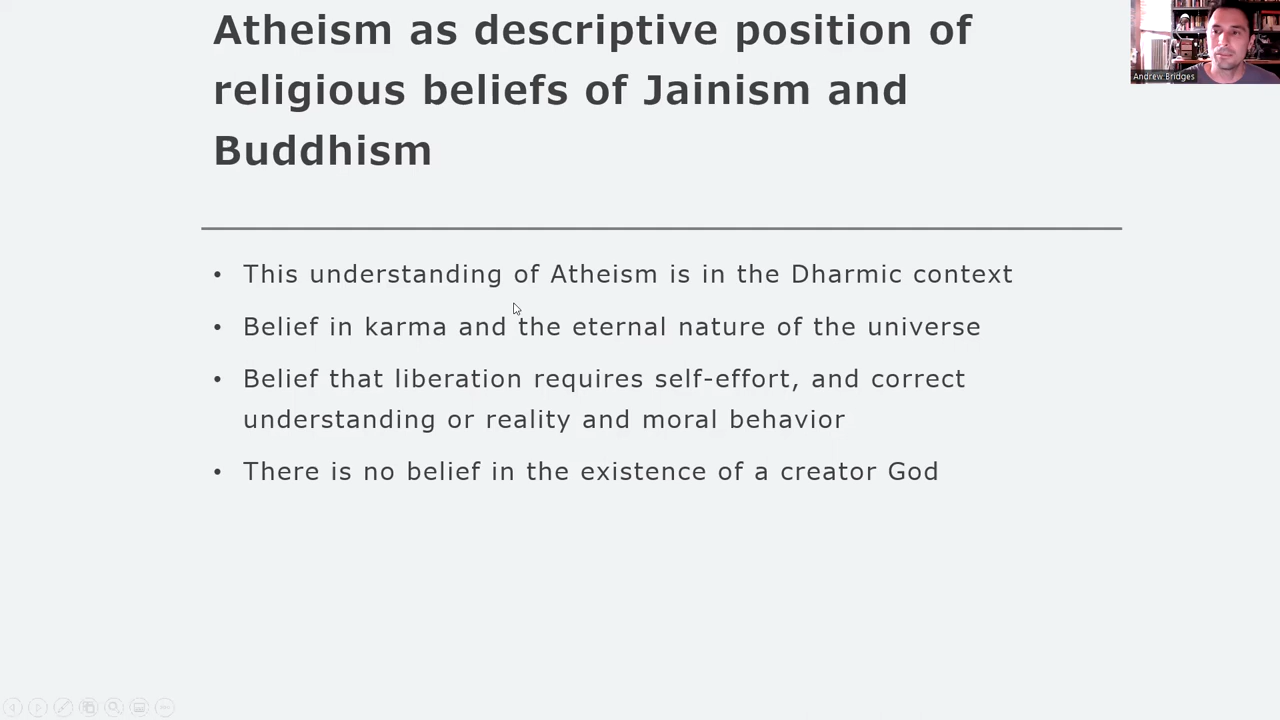 Atheism as descriptive position of
religious beliefs of Jainism and
Buddhism
Andrew Bridges
• This understanding of Atheism is in the Dharmic context
• Belief in karma and the eternal nature of the universe
• Belief that liberation requires self-effort, and correct
understanding or reality and moral behavior
• There is no belief in the existence of a creator God